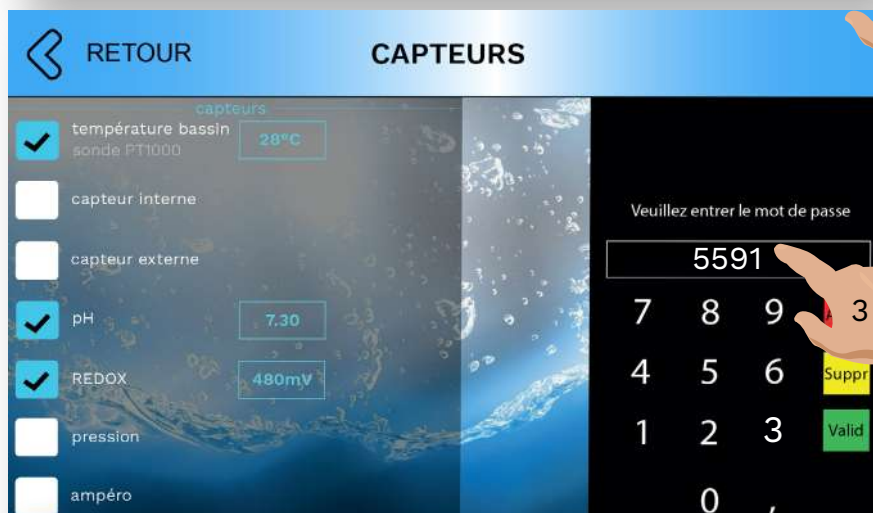 RETOUR
CAPTEURS
capteurs
température bassin
sonde PT1000
28°C
capteur interne
capteur externe
pH
7.30
REDOX
480mV
pression
ampéro
Veuillez entrer le mot de passe
5591
7 8 9
3
4 5 6 Suppr
1 2 3 Valid
0 ,